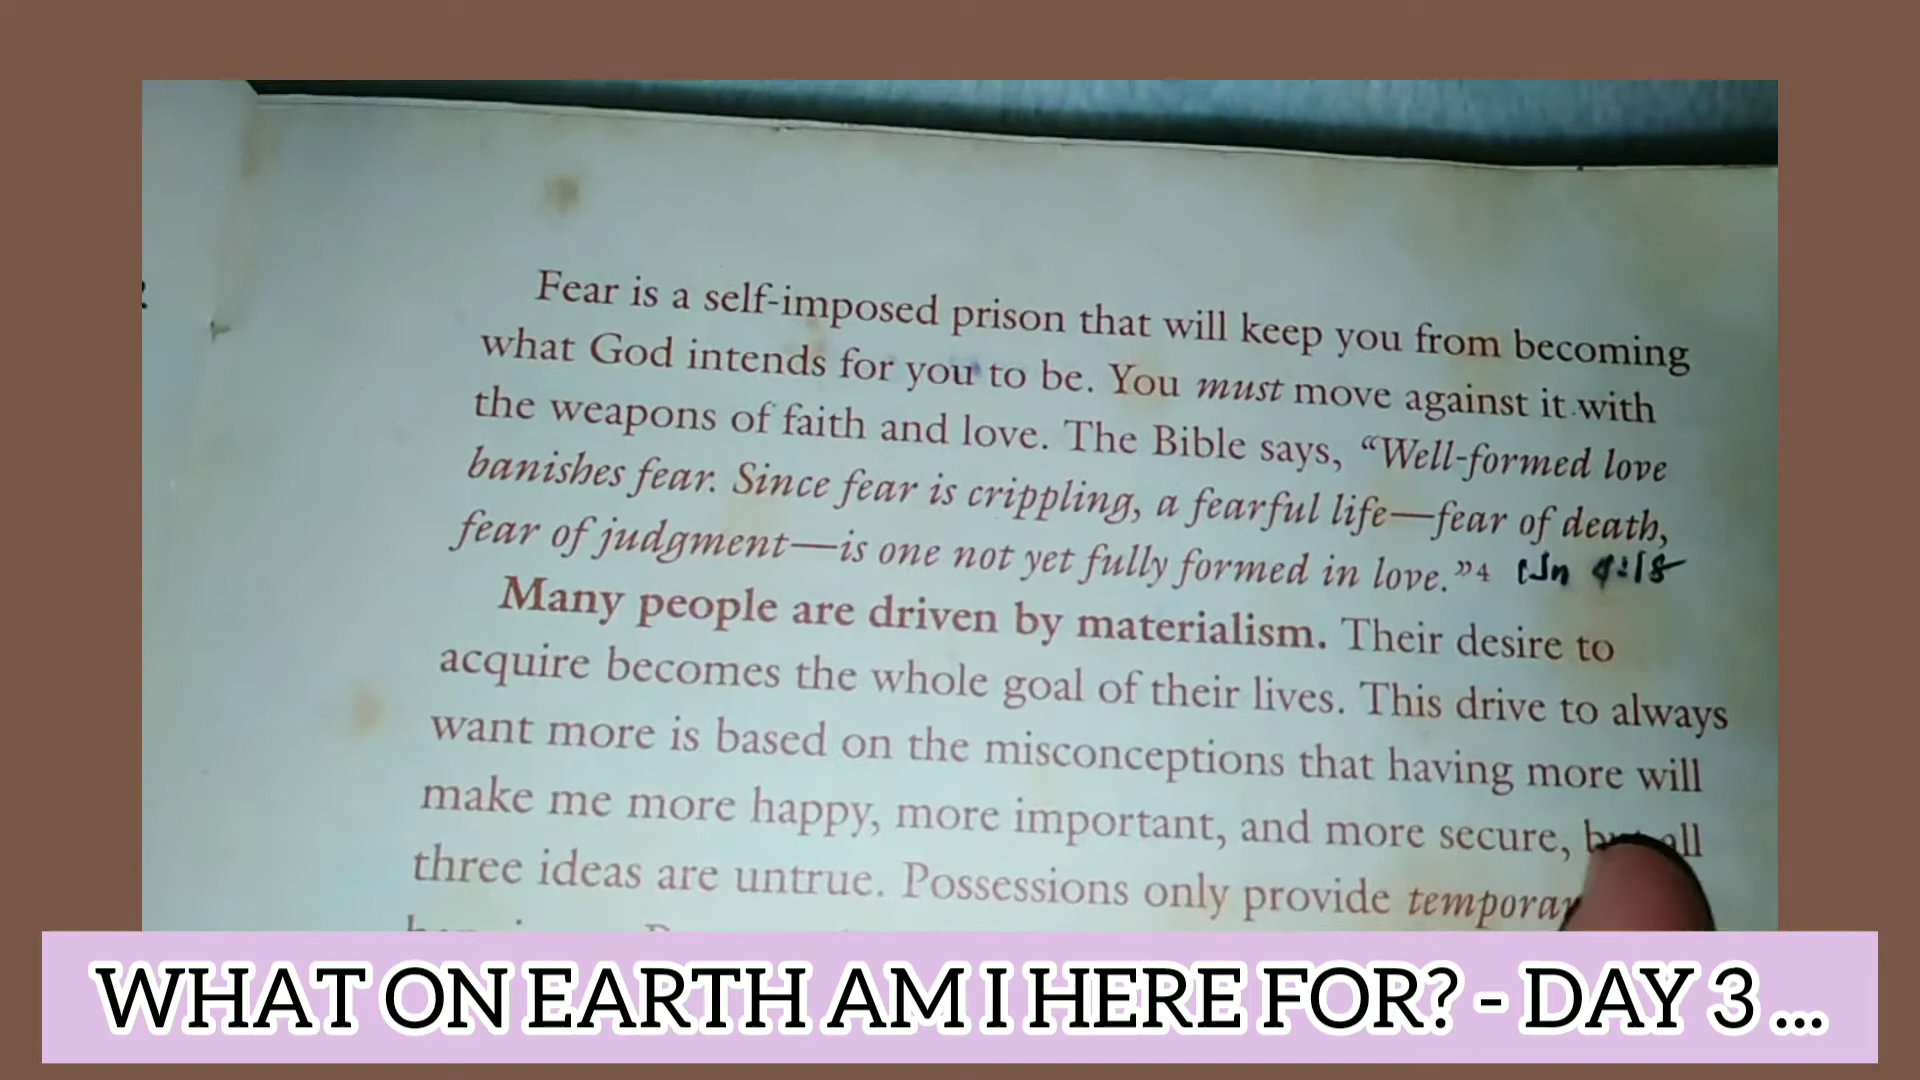 Fear is a self-imposed prison that will keep you from becoming
what God intends for you to be. You must move against it with
the weapons of faith and love. The Bible says, “Well-formed love
banishes fear. Since fear is crippling, a fearful life—fear of death,
fear of judgment—is one not yet fully formed in love.”4 1Jn 4:18
Many people are driven by materialism. Their desire to
acquire becomes the whole goal of their lives. This drive to always
want more is based on the misconceptions that having more will
make me more happy, more important, and more secure, all
three ideas are untrue. Possessions only provide
WHAT ON EARTH AM I HERE FOR? - DAY 3 ...